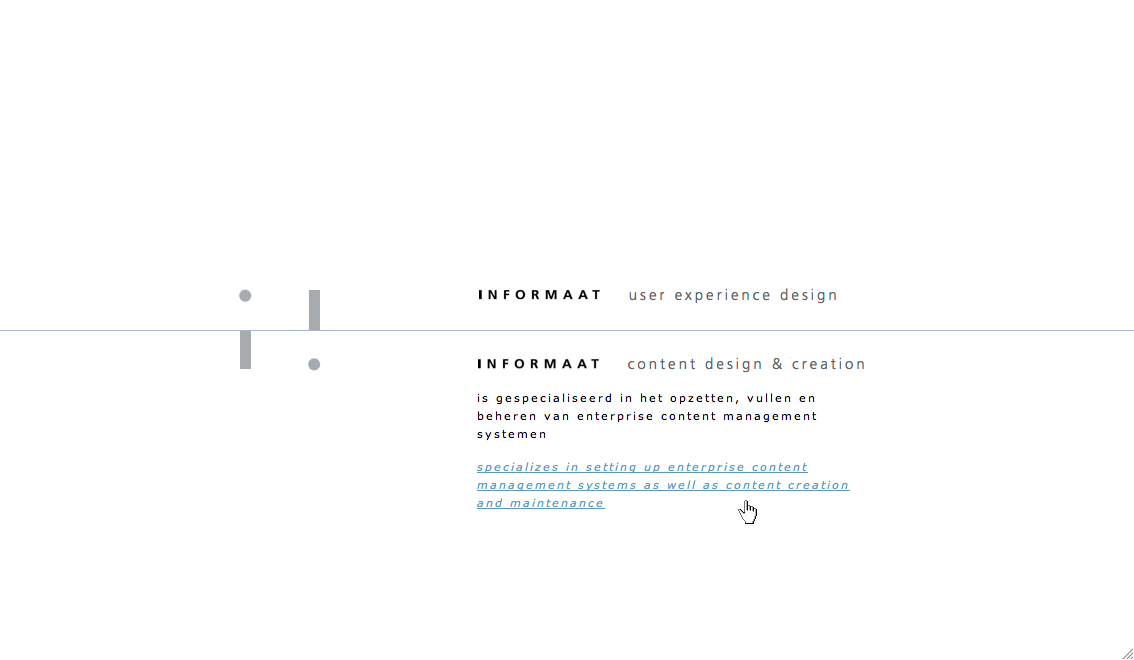 INFORMAAT user experience design
INFORMAAT content design & creation
is gespecialiseerd in het opzetten, vullen en
beheren van enterprise content management
systemen
specializes in setting up enterprise content
management systems as well as content creation
and maintenance